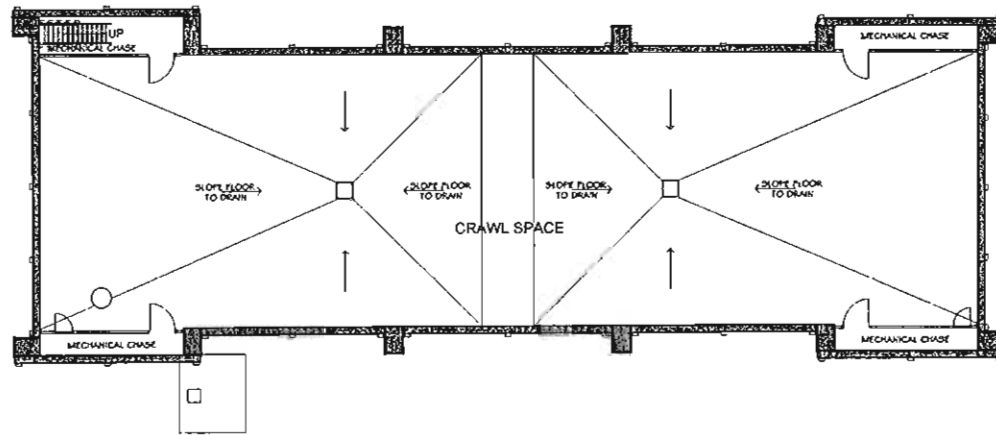 UP
MECHANICAL CHASE
MECHANICAL CHASE
SLOPE FLOOR
TO DRAIN
SLOPE FLOOR
TO DRAIN
SLOPE FLOOR
TO DRAIN
SLOPE FLOOR
TO DRAIN
CRAWL SPACE
MECHANICAL CHASE
MECHANICAL CHASE